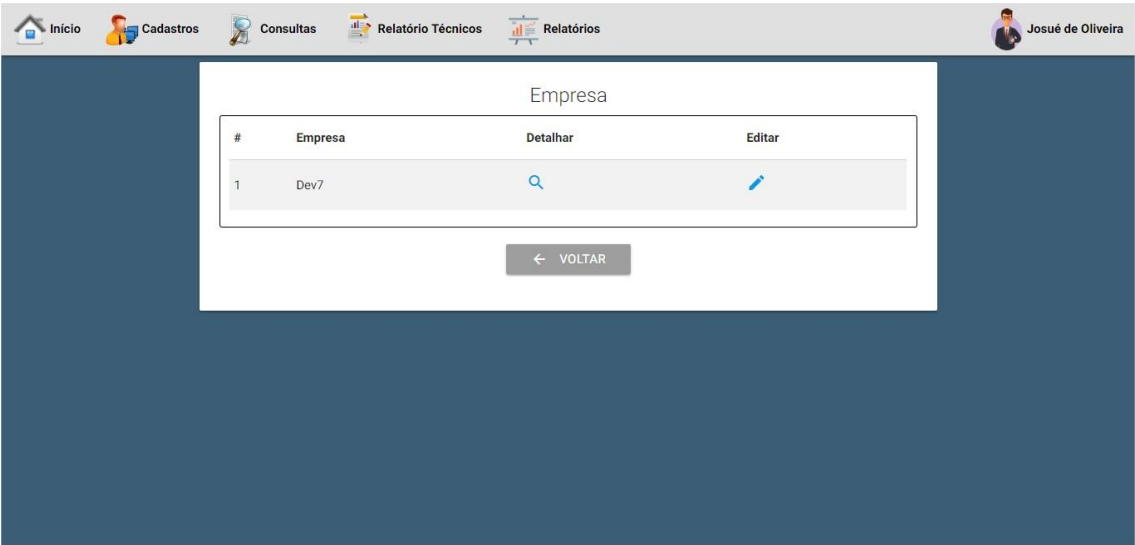 Início Cadastros Consultas Relatório Técnicos Relatórios Josué de Oliveira
Empresa
# Empresa Detalhar Editar
1 Dev7
← VOLTAR